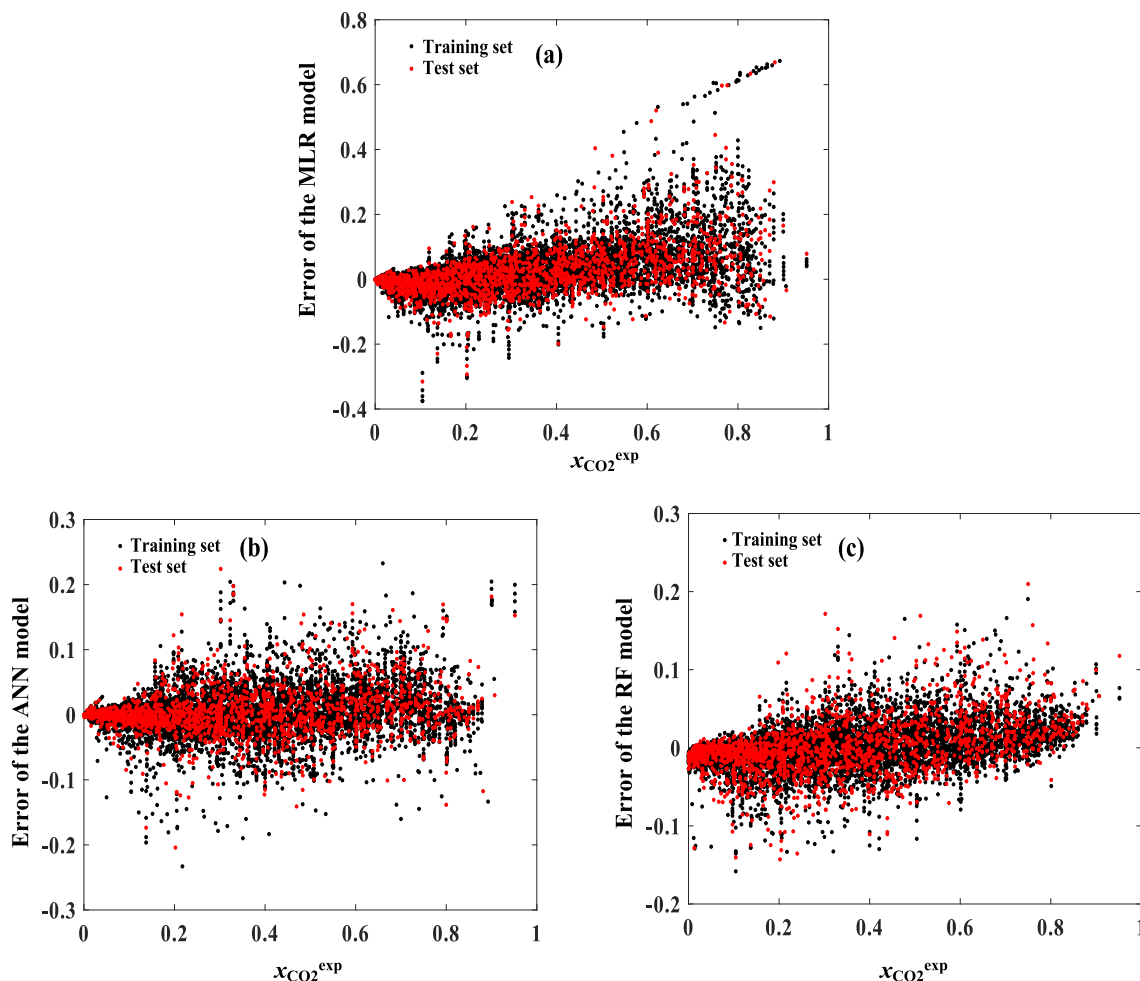 0.8
0.6
0.4
0.2
0
-0.2
-0.4
Error of the MLR model
Training set
Test set
(a)
0 0.2 0.4 0.6 0.8 1
xCO2exp
0.3
0.2
0.1
0
-0.1
-0.2
-0.3
Error of the ANN model
Training set
Test set
(b)
0 0.2 0.4 0.6 0.8 1
xCO2exp
0.3
0.2
0.1
0
-0.1
-0.2
Error of the RF model
Training set
Test set
(c)
0 0.2 0.4 0.6 0.8 1
xCO2exp